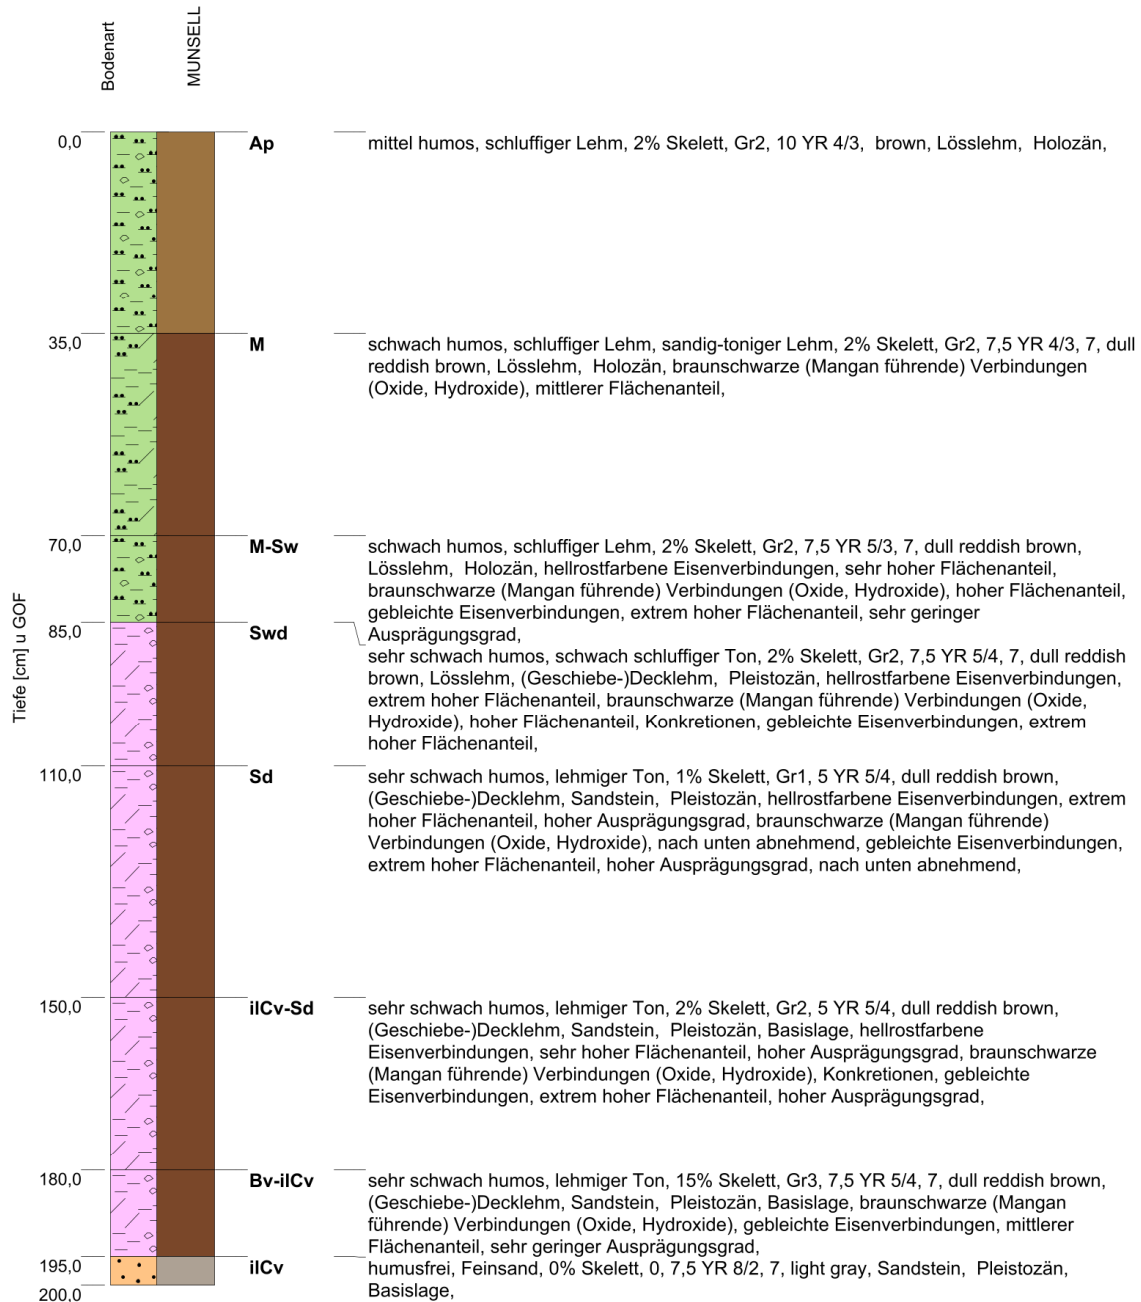 Bodenart
MUNSELL
Tiefe [cm] u GOF
0,0
Ap
mittel humos, schluffiger Lehm, 2% Skelett, Gr2, 10 YR 4/3, brown, Lösslehm, Holozän,
35,0
M
schwach humos, schluffiger Lehm, sandig-toniger Lehm, 2% Skelett, Gr2, 7,5 YR 4/3, 7, dull
reddish brown, Lösslehm, Holozän, braunschwarze (Mangan führende) Verbindungen
(Oxide, Hydroxide), mittlerer Flächenanteil,
70,0
M-Sw
schwach humos, schluffiger Lehm, 2% Skelett, Gr2, 7,5 YR 5/3, 7, dull reddish brown,
Lösslehm, Holozän, hellrostfarbene Eisenverbindungen, sehr hoher Flächenanteil,
braunschwarze (Mangan führende) Verbindungen (Oxide, Hydroxide), hoher Flächenanteil,
gebleichte Eisenverbindungen, extrem hoher Flächenanteil, sehr geringer
Ausprägungsgrad,
85,0
Swd
sehr schwach humos, schwach schluffiger Ton, 2% Skelett, Gr2, 7,5 YR 5/4, 7, dull reddish
brown, Lösslehm, (Geschiebe-)Decklehm, Pleistozän, hellrostfarbene Eisenverbindungen,
extrem hoher Flächenanteil, braunschwarze (Mangan führende) Verbindungen (Oxide,
Hydroxide), hoher Flächenanteil, Konkretionen, gebleichte Eisenverbindungen, extrem
hoher Flächenanteil,
110,0
Sd
sehr schwach humos, lehmiger Ton, 1% Skelett, Gr1, 5 YR 5/4, dull reddish brown,
(Geschiebe-)Decklehm, Sandstein, Pleistozän, hellrostfarbene Eisenverbindungen, extrem
hoher Flächenanteil, hoher Ausprägungsgrad, braunschwarze (Mangan führende)
Verbindungen (Oxide, Hydroxide), nach unten abnehmend, gebleichte Eisenverbindungen,
extrem hoher Flächenanteil, hoher Ausprägungsgrad, nach unten abnehmend,
150,0
ilCv-Sd
sehr schwach humos, lehmiger Ton, 2% Skelett, Gr2, 5 YR 5/4, dull reddish brown,
(Geschiebe-)Decklehm, Sandstein, Pleistozän, Basislage, hellrostfarbene
Eisenverbindungen, sehr hoher Flächenanteil, hoher Ausprägungsgrad, braunschwarze
(Mangan führende) Verbindungen (Oxide, Hydroxide), Konkretionen, gebleichte
Eisenverbindungen, extrem hoher Flächenanteil, hoher Ausprägungsgrad,
180,0
Bv-ilCv
sehr schwach humos, lehmiger Ton, 15% Skelett, Gr3, 7,5 YR 5/4, 7, dull reddish brown,
(Geschiebe-)Decklehm, Sandstein, Pleistozän, Basislage, braunschwarze (Mangan
führende) Verbindungen (Oxide, Hydroxide), gebleichte Eisenverbindungen, mittlerer
Flächenanteil, sehr geringer Ausprägungsgrad,
195,0
ilCv
humusfrei, Feinsand, 0% Skelett, 0, 7,5 YR 8/2, 7, light gray, Sandstein, Pleistozän,
Basislage,
200,0